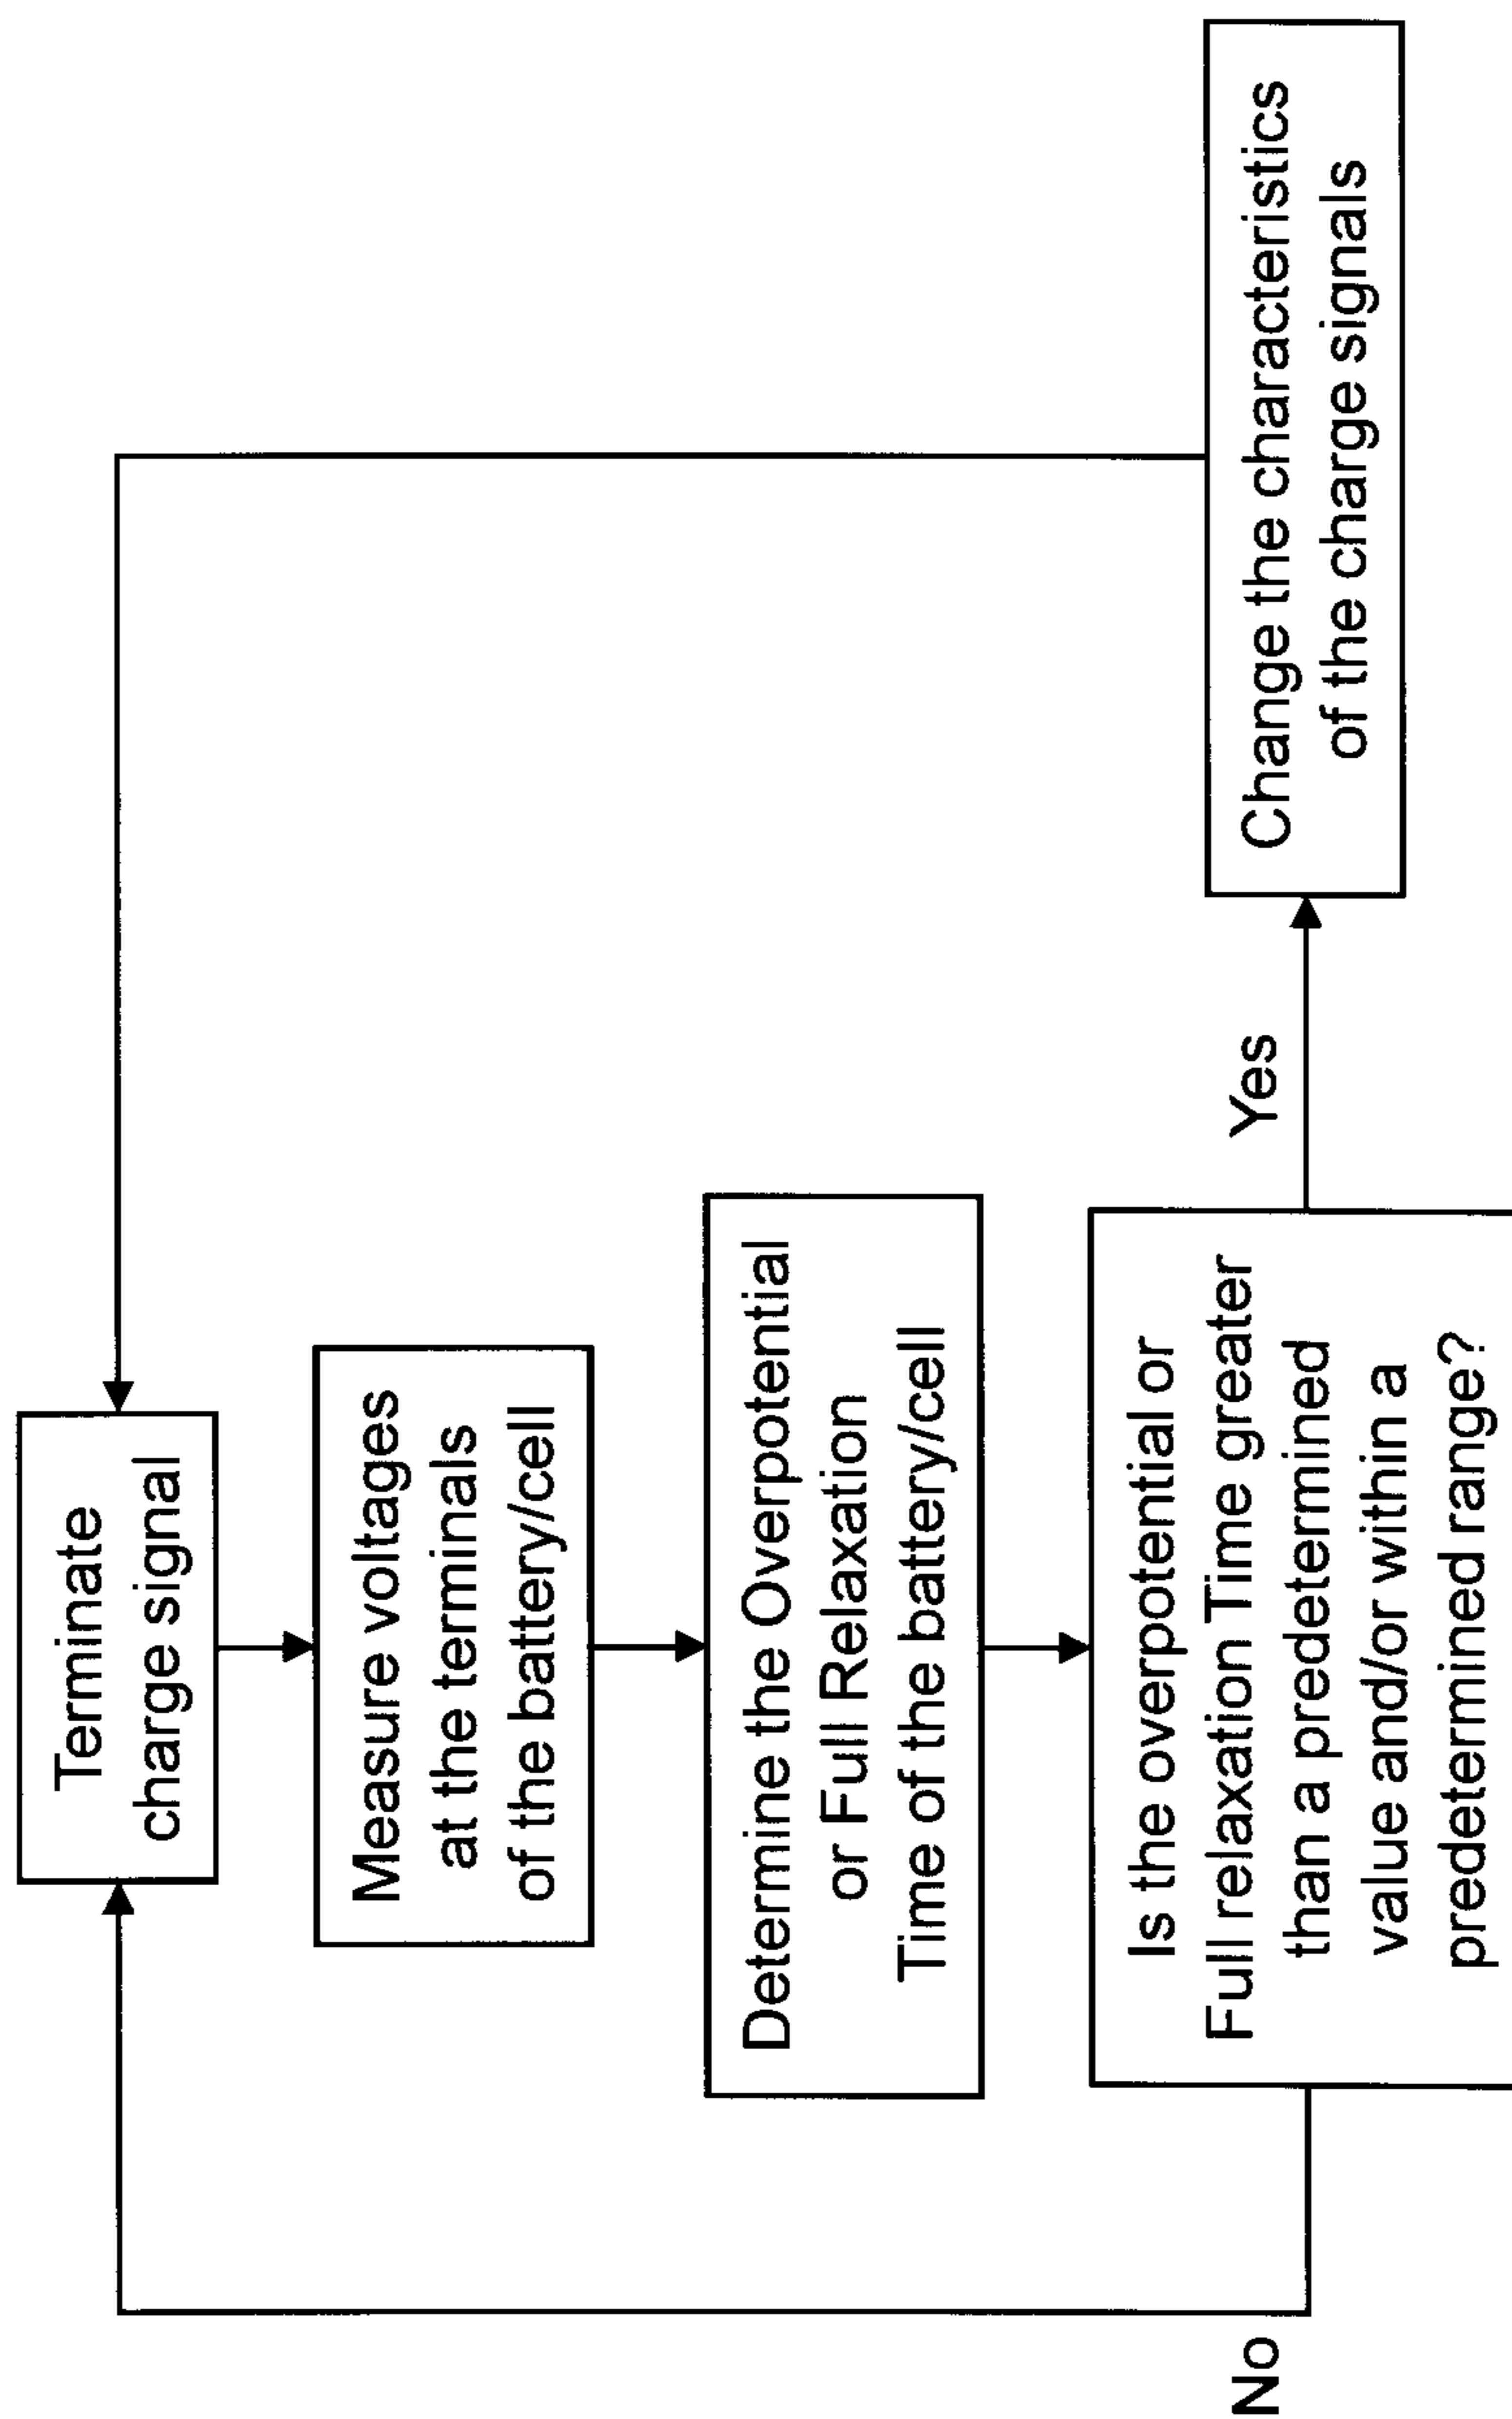 Terminate
charge signal
Measure voltages
at the terminals
of the battery/cell
Determine the Overpotential
or Full Relaxation
Time of the battery/cell
Is the overpotential or
Full relaxation Time greater
than a predetermined
value and/or within a
predetermined range?
No
Yes
Change the characteristics
of the charge signals